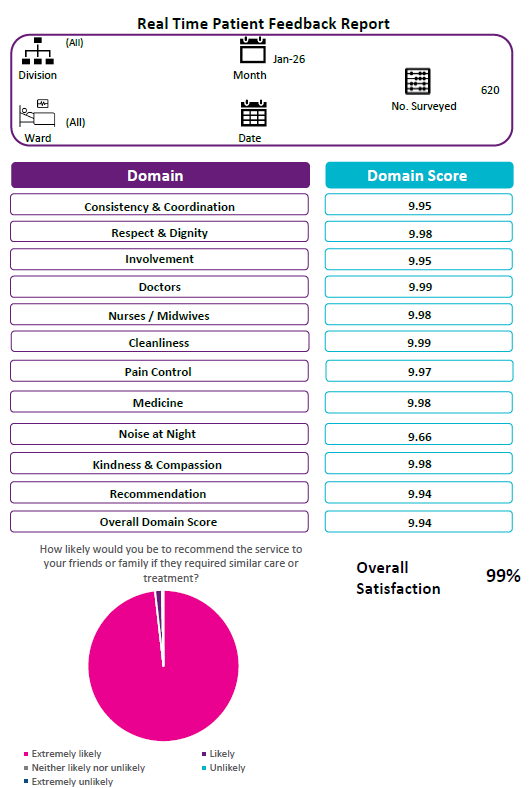 Real Time Patient Feedback Report
(All)
Division
Month
Jan-26
No. Surveyed
620
Ward
(All)
Date
Domain
Domain Score
Consistency & Coordination
9.95
Respect & Dignity
9.98
Involvement
9.95
Doctors
9.99
Nurses / Midwives
9.98
Cleanliness
9.99
Pain Control
9.97
Medicine
9.98
Noise at Night
9.66
Kindness & Compassion
9.98
Recommendation
9.94
Overall Domain Score
9.94
How likely would you be to recommend the service to
your friends or family if they required similar care or
treatment?
Overall
Satisfaction
99%
Extremely likely
Likely
Neither likely nor unlikely
Unlikely
Extremely unlikely